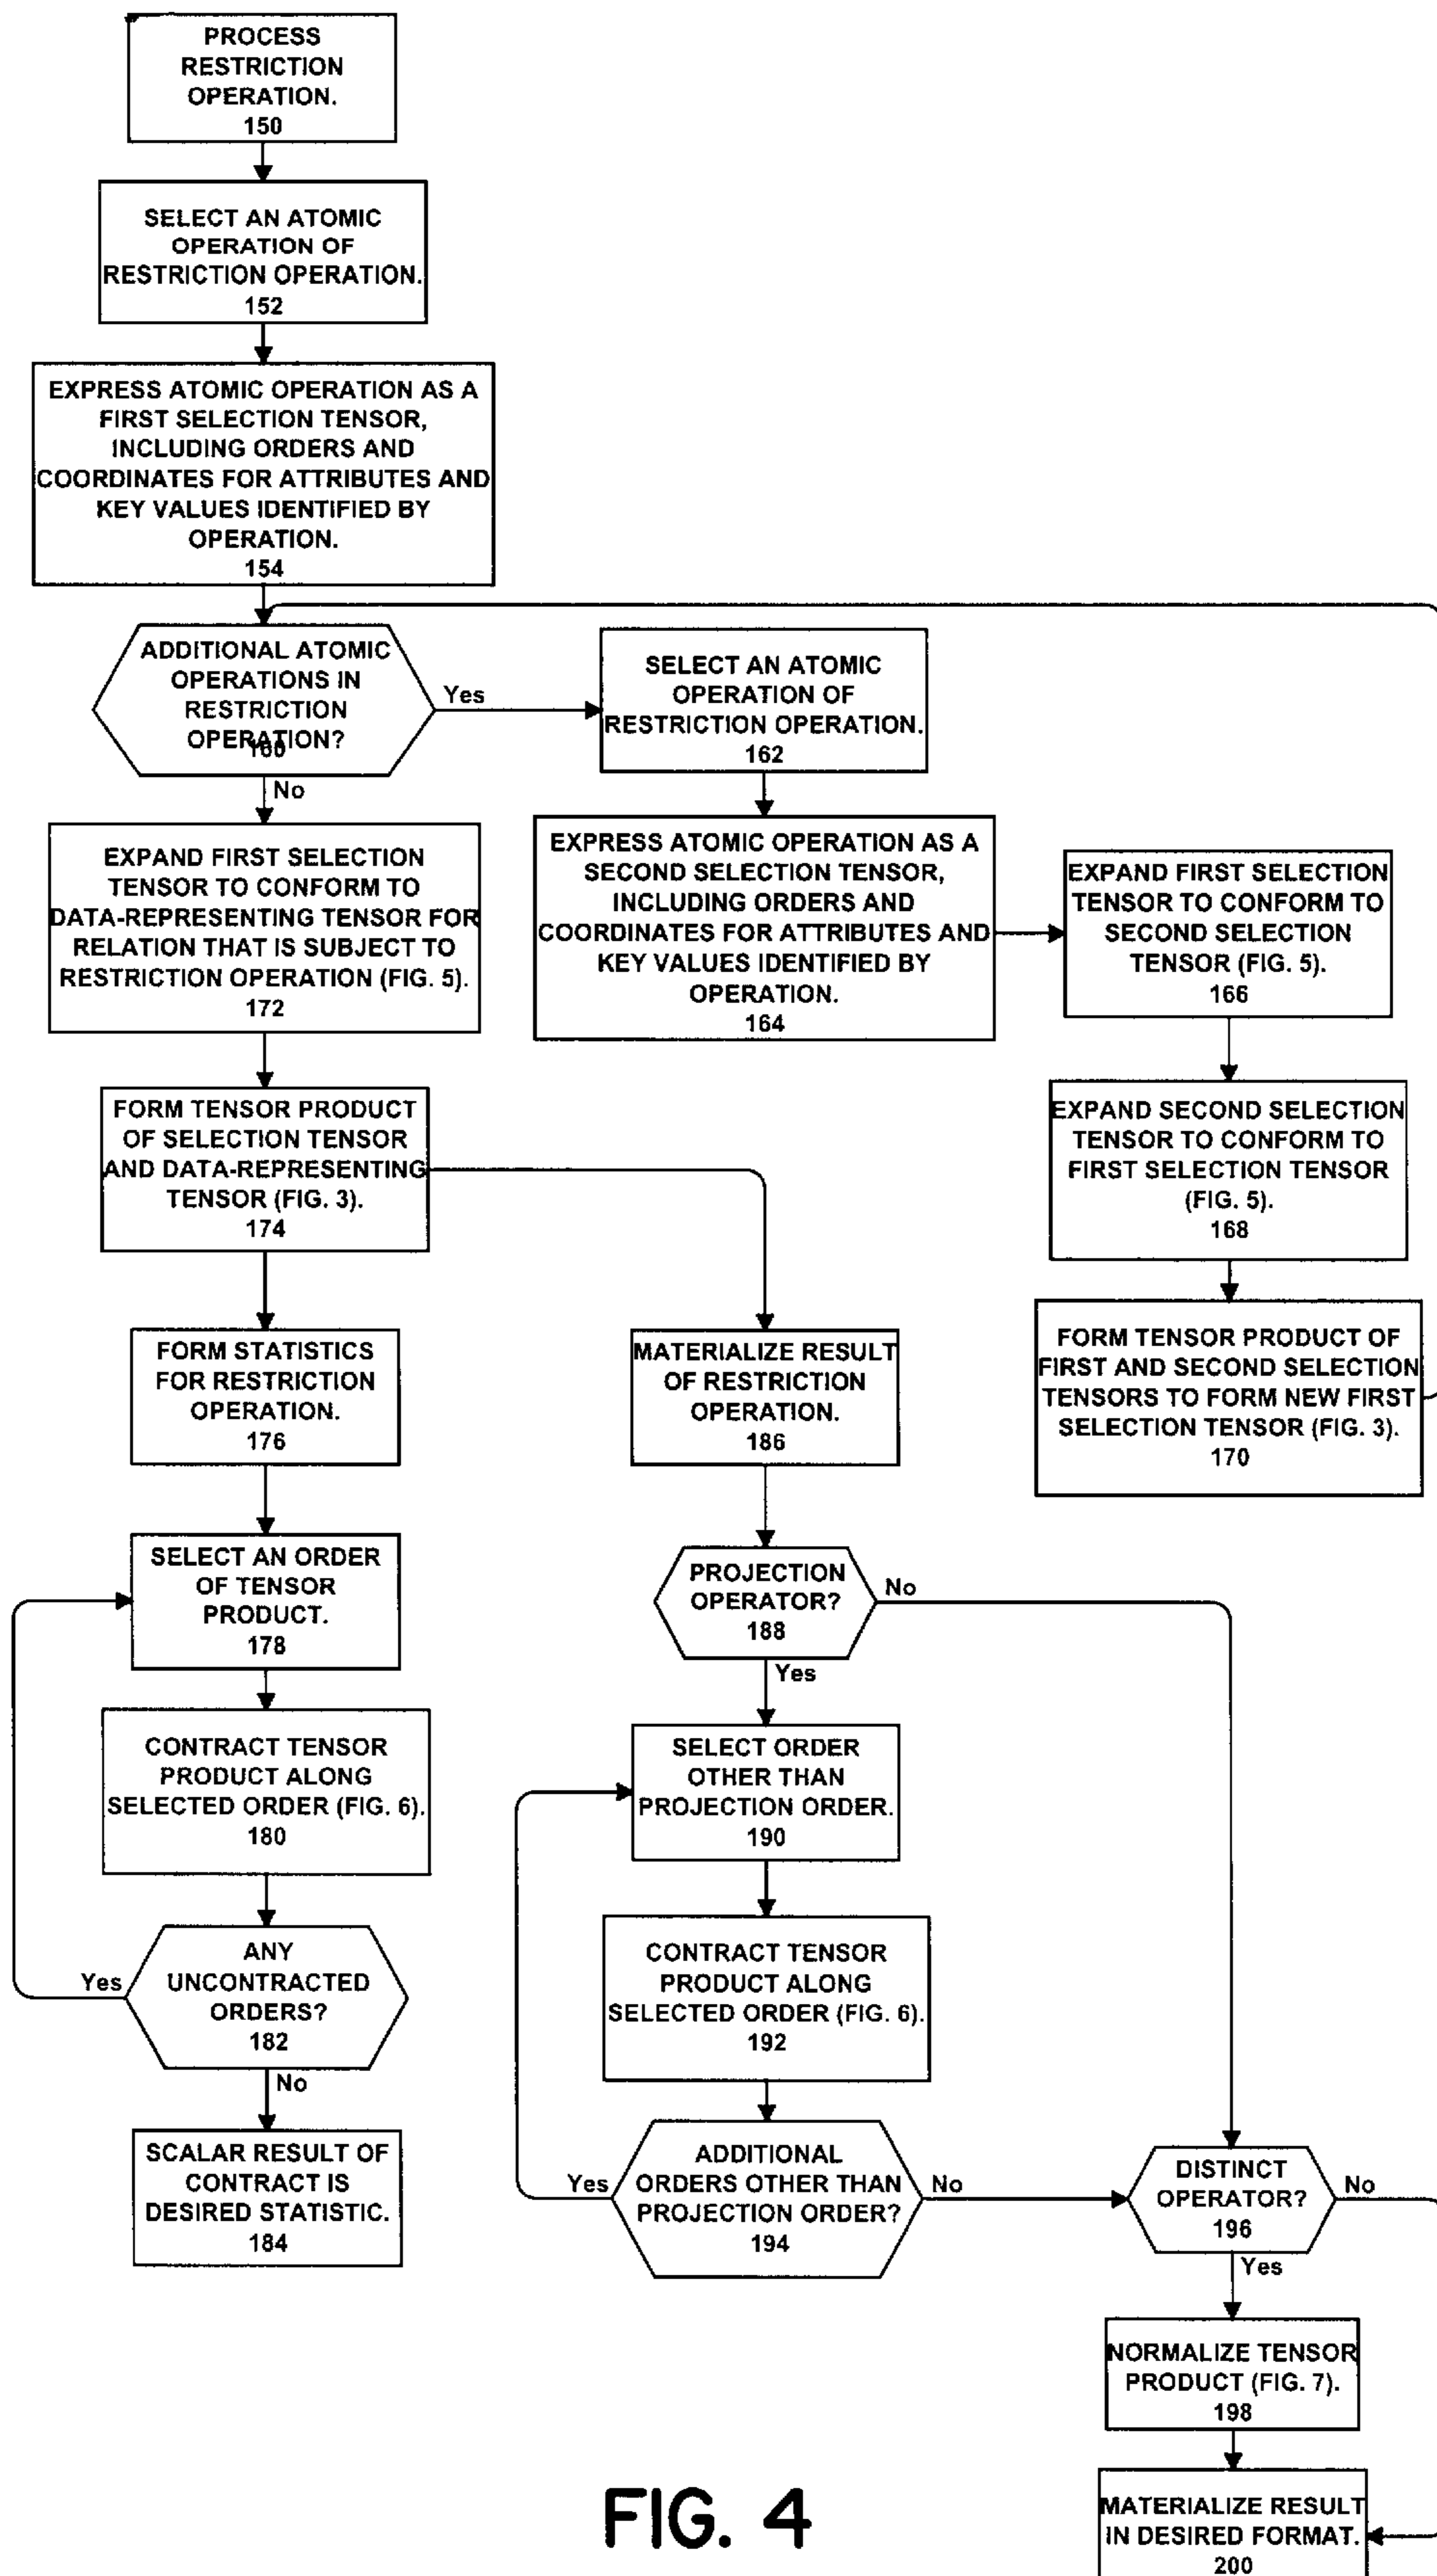 PROCESS
RESTRICTION
OPERATION.
150
SELECT AN ATOMIC
OPERATION OF
RESTRICTION OPERATION.
152
EXPRESS ATOMIC OPERATION AS A
FIRST SELECTION TENSOR,
INCLUDING ORDERS AND
COORDINATES FOR ATTRIBUTES AND
KEY VALUES IDENTIFIED BY
OPERATION.
154
ADDITIONAL ATOMIC
OPERATIONS IN
RESTRICTION
OPERATION?
160
Yes
No
SELECT AN ATOMIC
OPERATION OF
RESTRICTION OPERATION.
162
EXPRESS ATOMIC OPERATION AS A
SECOND SELECTION TENSOR,
INCLUDING ORDERS AND
COORDINATES FOR ATTRIBUTES AND
KEY VALUES IDENTIFIED BY
OPERATION.
164
EXPAND FIRST SELECTION
TENSOR TO CONFORM TO
SECOND SELECTION
TENSOR (FIG. 5).
166
EXPAND SECOND SELECTION
TENSOR TO CONFORM TO
FIRST SELECTION TENSOR
(FIG. 5).
168
FORM TENSOR PRODUCT OF
FIRST AND SECOND SELECTION
TENSORS TO FORM NEW FIRST
SELECTION TENSOR (FIG. 3).
170
EXPAND FIRST SELECTION
TENSOR TO CONFORM TO
DATA-REPRESENTING TENSOR FOR
RELATION THAT IS SUBJECT TO
RESTRICTION OPERATION (FIG. 5).
172
FORM TENSOR PRODUCT
OF SELECTION TENSOR
AND DATA-REPRESENTING
TENSOR (FIG. 3).
174
FORM STATISTICS
FOR RESTRICTION
OPERATION.
176
SELECT AN ORDER
OF TENSOR
PRODUCT.
178
CONTRACT TENSOR
PRODUCT ALONG
SELECTED ORDER (FIG. 6).
180
ANY
UNCONTRACTED
ORDERS?
182
Yes
No
SCALAR RESULT OF
CONTRACT IS
DESIRED STATISTIC.
184
MATERIALIZE RESULT
OF RESTRICTION
OPERATION.
186
PROJECTION
OPERATOR?
188
No
Yes
SELECT ORDER
OTHER THAN
PROJECTION ORDER.
190
CONTRACT TENSOR
PRODUCT ALONG
SELECTED ORDER (FIG. 6).
192
ADDITIONAL
ORDERS OTHER THAN
PROJECTION ORDER?
194
Yes
No
DISTINCT
OPERATOR?
196
No
Yes
NORMALIZE TENSOR
PRODUCT (FIG. 7).
198
MATERIALIZE RESULT
IN DESIRED FORMAT.
200
FIG. 4